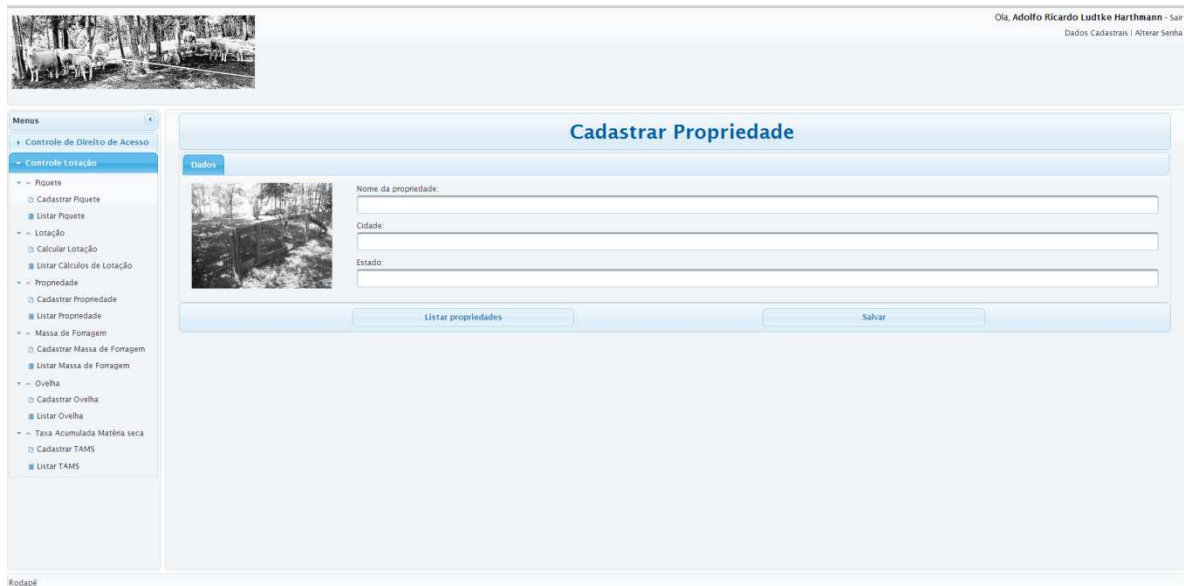 Ola, Adolfo Ricardo Ludtke Harthmann - Sair
Dados Cadastrais | Alterar Senha
Menus
Controle de Direito de Acesso
Controle Lotação
Piquete
Cadastrar Piquete
Listar Piquete
Lotação
Calcular Lotação
Listar Cálculos de Lotação
Propriedade
Cadastrar Propriedade
Listar Propriedade
Massa de Forragem
Cadastrar Massa de Forragem
Listar Massa de Forragem
Ovelha
Cadastrar Ovelha
Listar Ovelha
Taxa Acumulada Matéria seca
Cadastrar TAMS
Listar TAMS
Cadastrar Propriedade
Dados
Nome da propriedade:
Cidade:
Estado:
Listar propriedades
Salvar
Rodapé